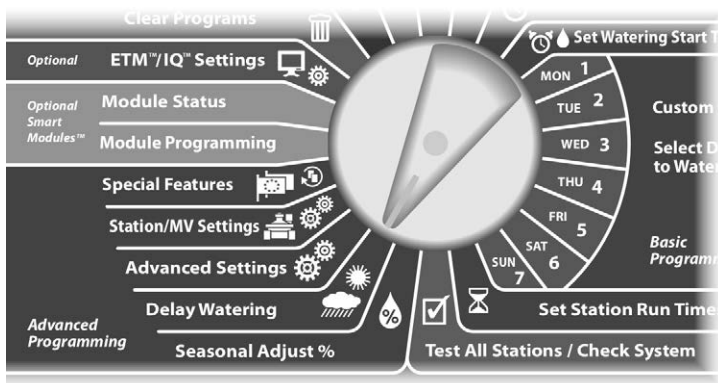 Clear Programs
Optional
ETM™/IQ™ Settings
Optional
Smart
Modules™
Module Status
Module Programming
Special Features
Station/MV Settings
Advanced Settings
Delay Watering
Advanced
Programming
Seasonal Adjust %
%
Test All Stations / Check System
Set Station Run Time
Set Watering Start T
MON 1
TUE 2
WED 3
THU 4
FRI 5
SAT 6
SUN 7
Custom
Select D
to Water
Basic
Programm